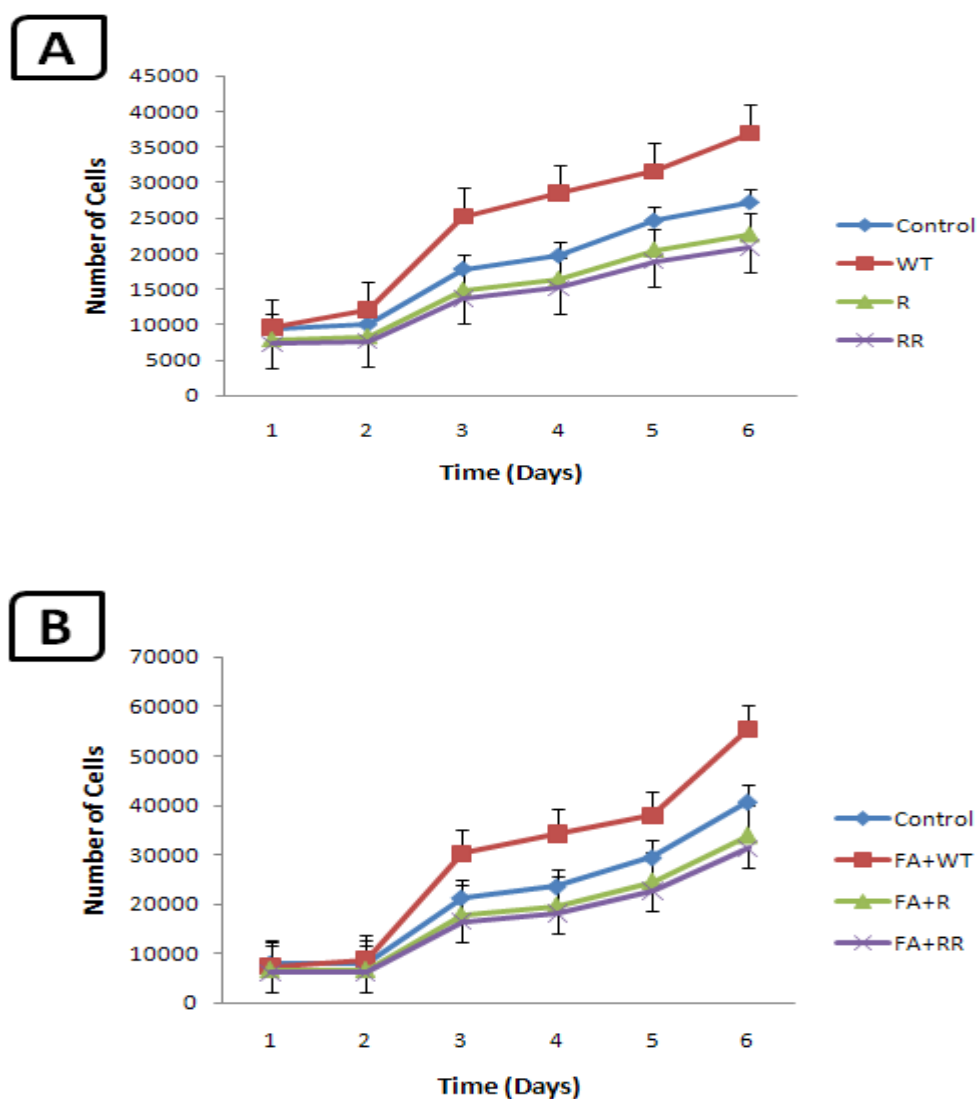 A
45000
40000
35000
30000
25000
20000
15000
10000
5000
0
Number of Cells
1 2 3 4 5 6
Time (Days)
Control
WT
R
RR
B
70000
60000
50000
40000
30000
20000
10000
0
Number of Cells
1 2 3 4 5 6
Time (Days)
Control
FA+WT
FA+R
FA+RR